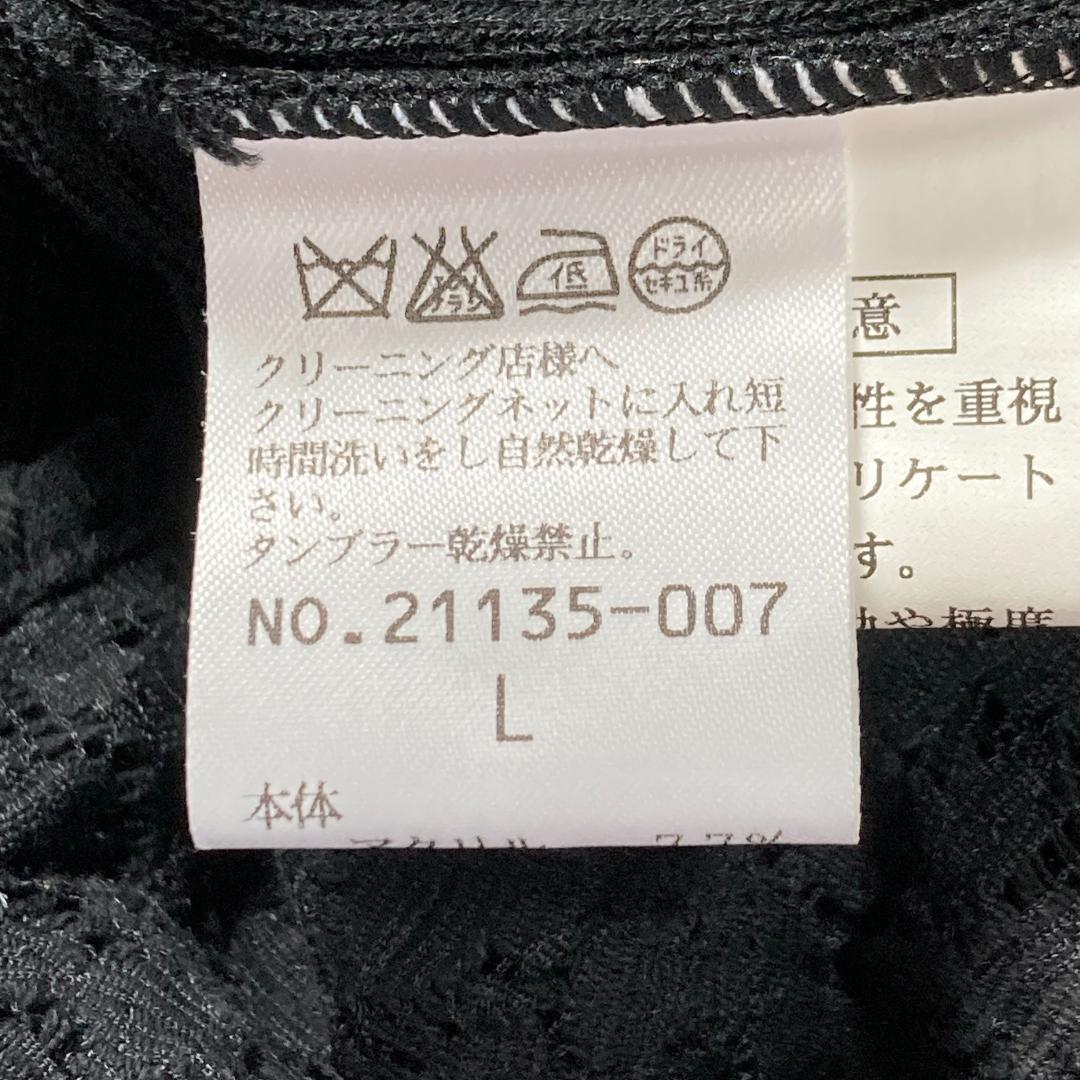 ドライ
セキユ系
低
クリーニング店様へ
クリーニングネットに入れ短
時間洗いをし自然乾燥して下
さい。
タンブラー乾燥禁止。
NO.21135-007
L
本体
意
性を重視
リケート
す。
や極度